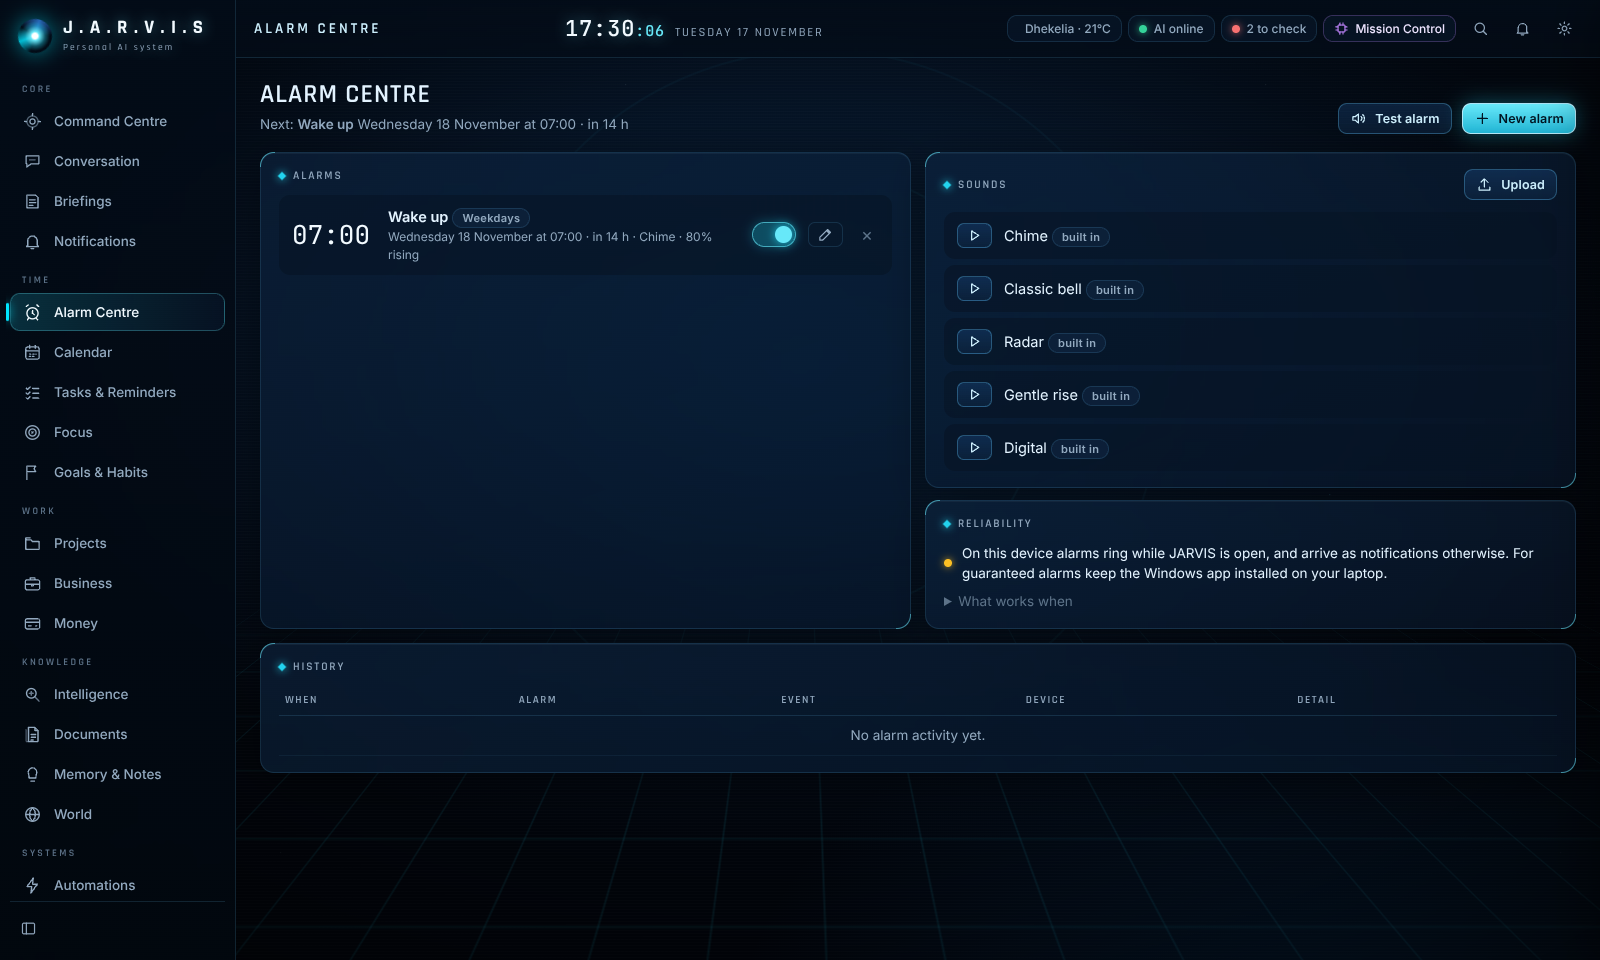 J.A.R.V.I.S
Personal AI system
CORE
Command Centre
Conversation
Briefings
Notifications
TIME
Alarm Centre
Calendar
Tasks & Reminders
Focus
Goals & Habits
WORK
Projects
Business
Money
KNOWLEDGE
Intelligence
Documents
Memory & Notes
World
SYSTEMS
Automations
ALARM CENTRE
17:30:06 TUESDAY 17 NOVEMBER
Dhekelia · 21°C
AI online
2 to check
Mission Control
ALARM CENTRE
Next: Wake up Wednesday 18 November at 07:00 · in 14 h
Test alarm
New alarm
ALARMS
07:00
Wake up Weekdays
Wednesday 18 November at 07:00 · in 14 h · Chime · 80%
rising
SOUNDS
Upload
Chime built in
Classic bell built in
Radar built in
Gentle rise built in
Digital built in
RELIABILITY
On this device alarms ring while JARVIS is open, and arrive as notifications otherwise. For
guaranteed alarms keep the Windows app installed on your laptop.
What works when
HISTORY
WHEN ALARM EVENT DEVICE DETAIL
No alarm activity yet.